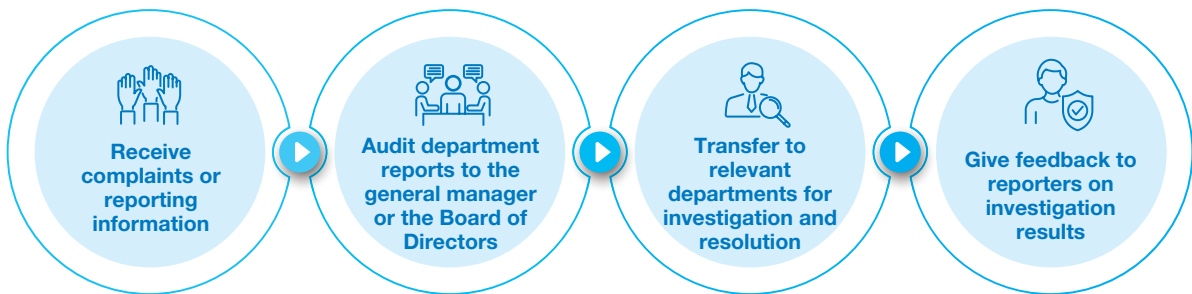 Receive
complaints or
reporting
information
Audit department
reports to the
general manager
or the Board of
Directors
Transfer to
relevant
departments for
investigation and
resolution
Give feedback to
reporters on
investigation
results